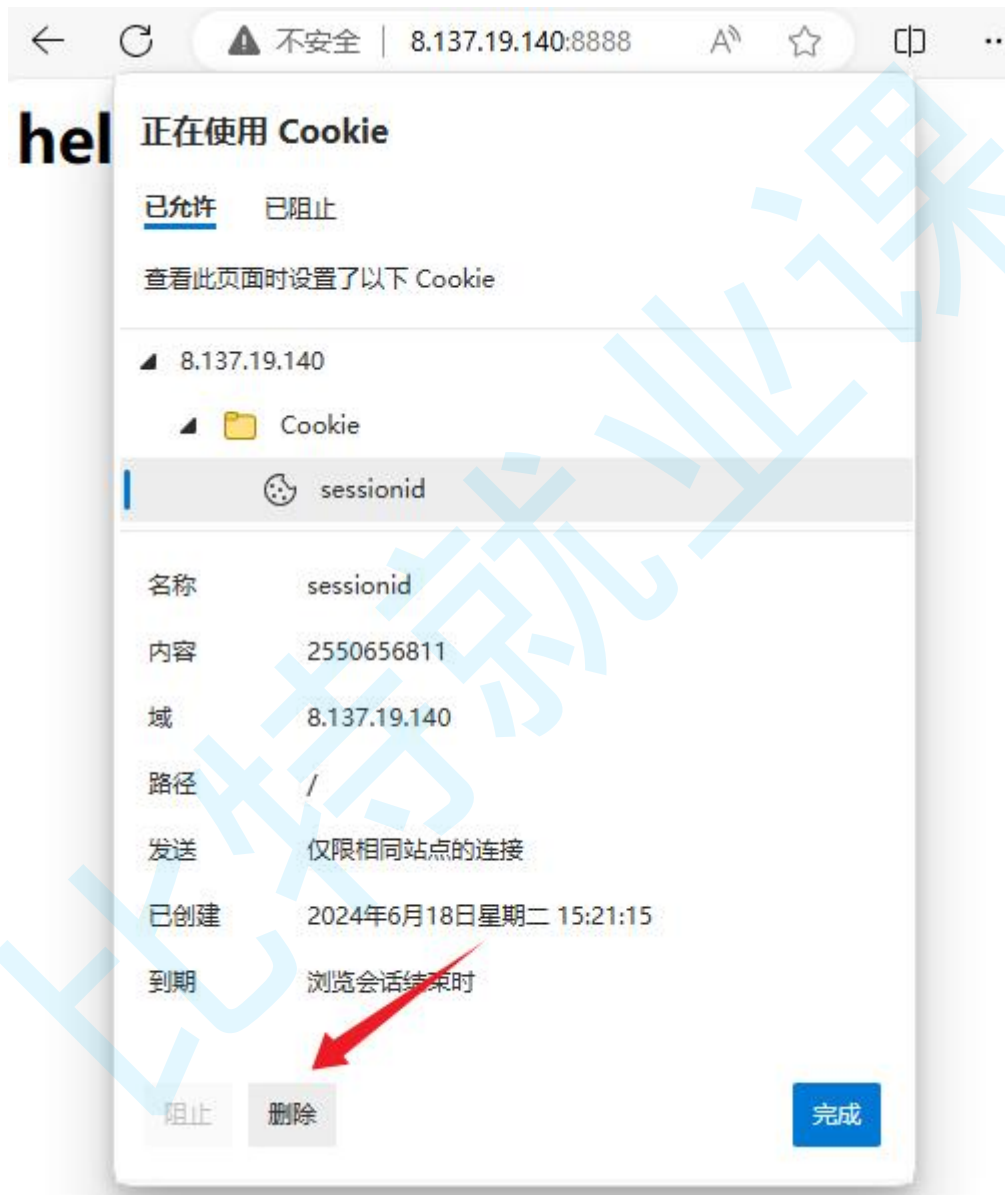 不安全 | 8.137.19.140:8888
hel
正在使用 Cookie
已允许 已阻止
查看此页面时设置了以下 Cookie
8.137.19.140
Cookie
sessionid
名称 sessionid
内容 2550656811
域 8.137.19.140
路径 /
发送 仅限相同站点的连接
已创建 2024年6月18日星期二 15:21:15
到期 浏览会话结束时
阻止 删除 完成
比特就业课